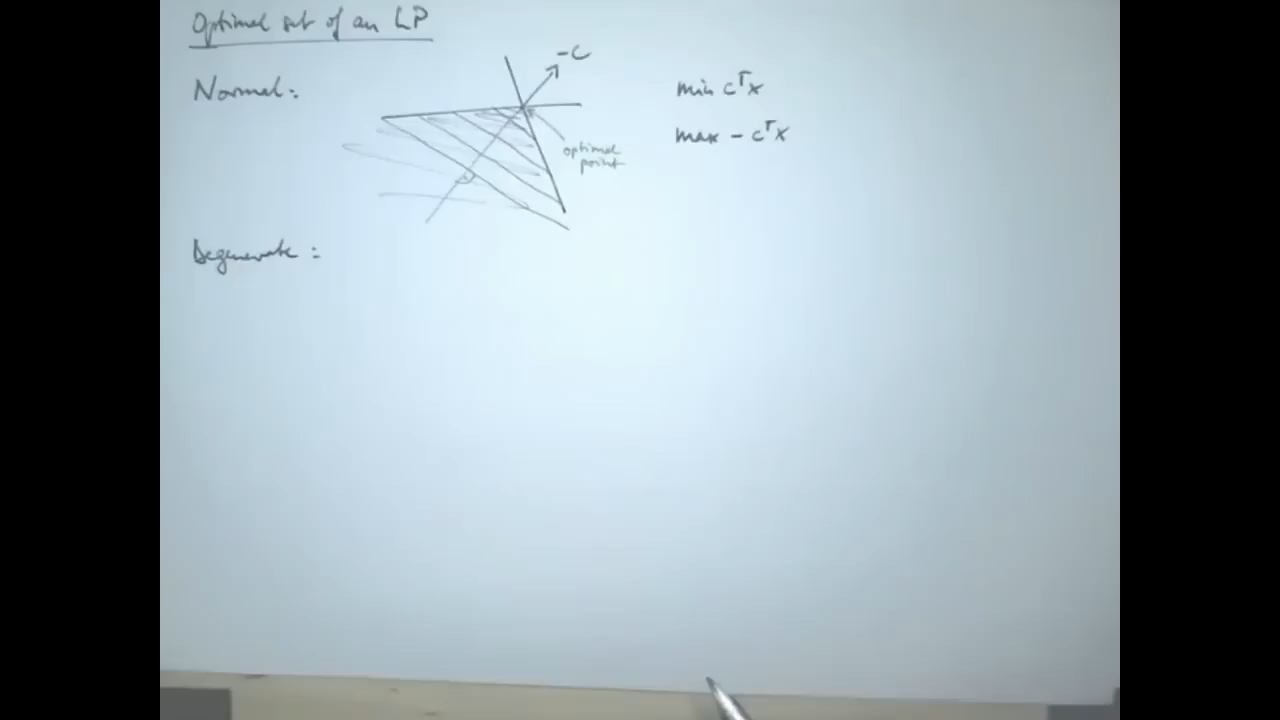 Optimal set of an LP
Normal:
-c
min cᵀx
max - cᵀx
optimal
point
Degenerate: